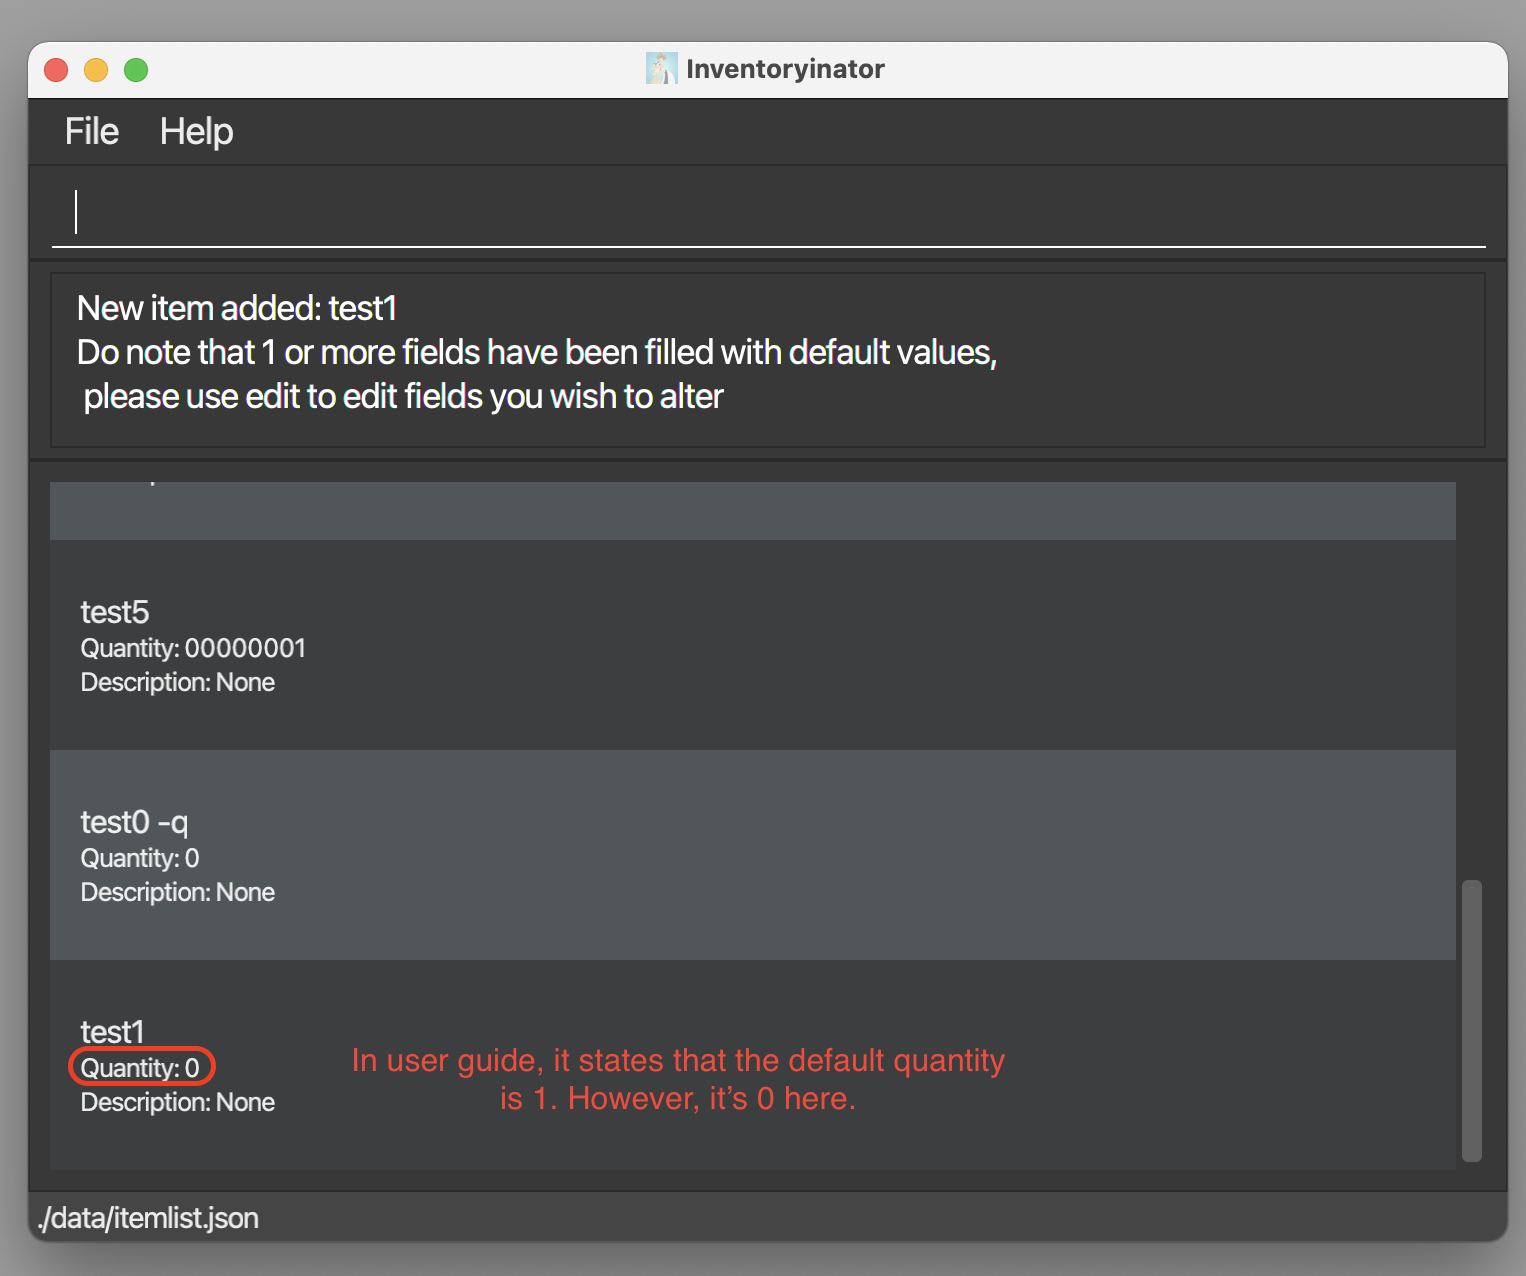 Inventoryinator
File Help
New item added: test1
Do note that 1 or more fields have been filled with default values,
please use edit to edit fields you wish to alter
test5
Quantity: 00000001
Description: None
test0 -q
Quantity: 0
Description: None
test1
Quantity: 0
Description: None
In user guide, it states that the default quantity
is 1. However, it’s 0 here.
./data/itemlist.json